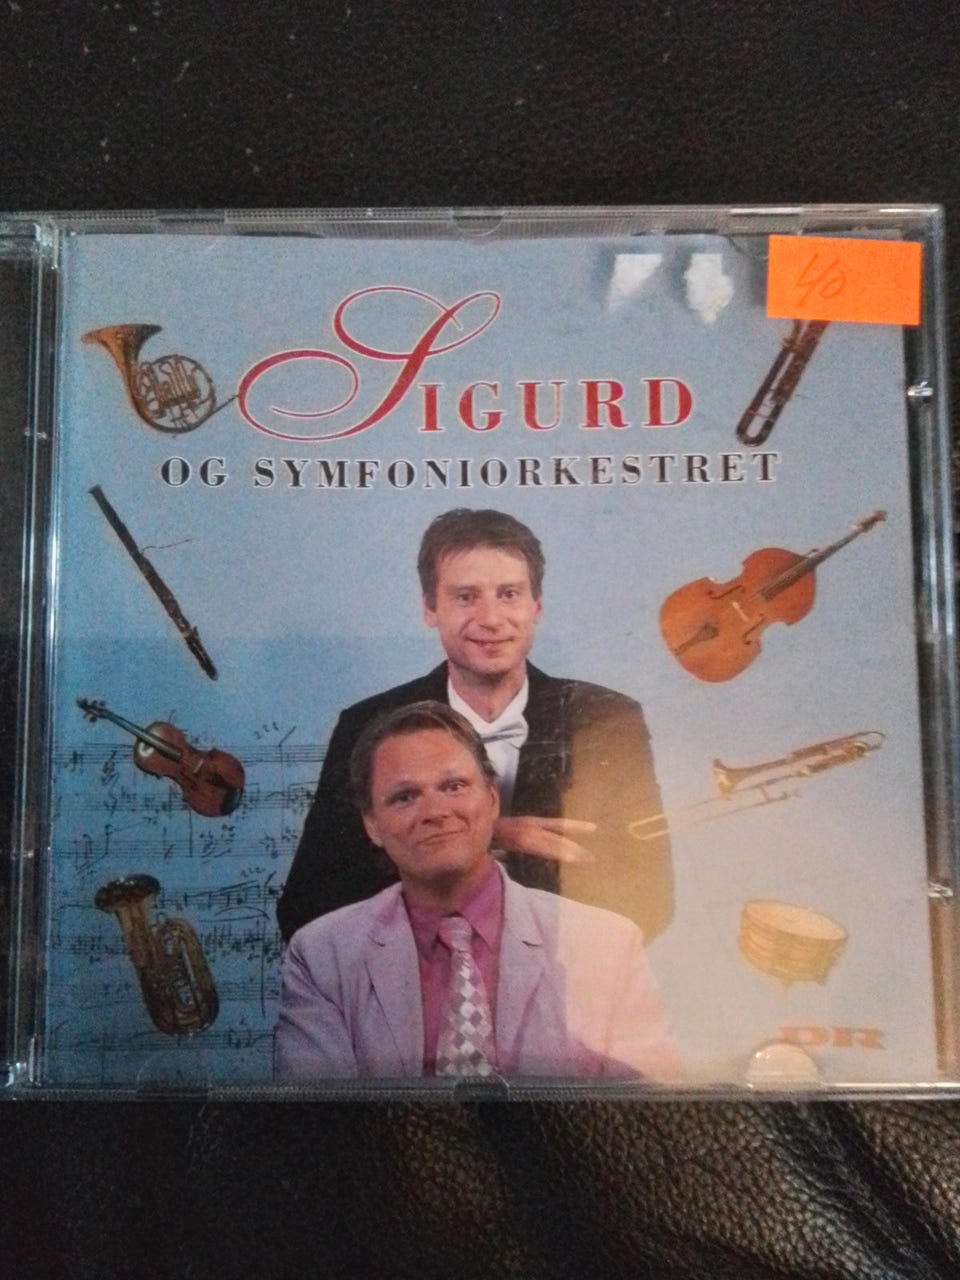 40
SIGURD
OG SYMFONIORKESTRET
DR